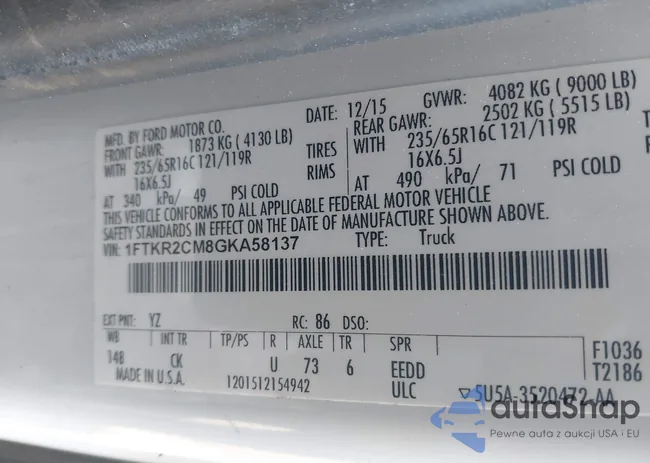 MFD. BY FORD MOTOR CO. DATE: 12/15 GVWR: 4082 KG ( 9000 LB)
FRONT GAWR: 1873 KG ( 4130 LB) REAR GAWR: 2502 KG ( 5515 LB)
WITH 235/65R16C 121/119R TIRES WITH 235/65R16C 121/119R
16X6.5J RIMS 16X6.5J
AT 340 kPa/ 49 PSI COLD AT 490 kPa/ 71 PSI COLD
THIS VEHICLE CONFORMS TO ALL APPLICABLE FEDERAL MOTOR VEHICLE
SAFETY STANDARDS IN EFFECT ON THE DATE OF MANUFACTURE SHOWN ABOVE.
VIN: 1FTKR2CM8GKA58137 TYPE: Truck
EXT PNT: YZ RC: 86 DSO:
WB INT TR TP/PS R AXLE TR SPR F1036
148 CK U 73 6 EEDD T2186
MADE IN U.S.A. 1201512154942 ULC ▽5U5A-3520472-AA
autoSnap
Pewne auta z aukcji USA i EU